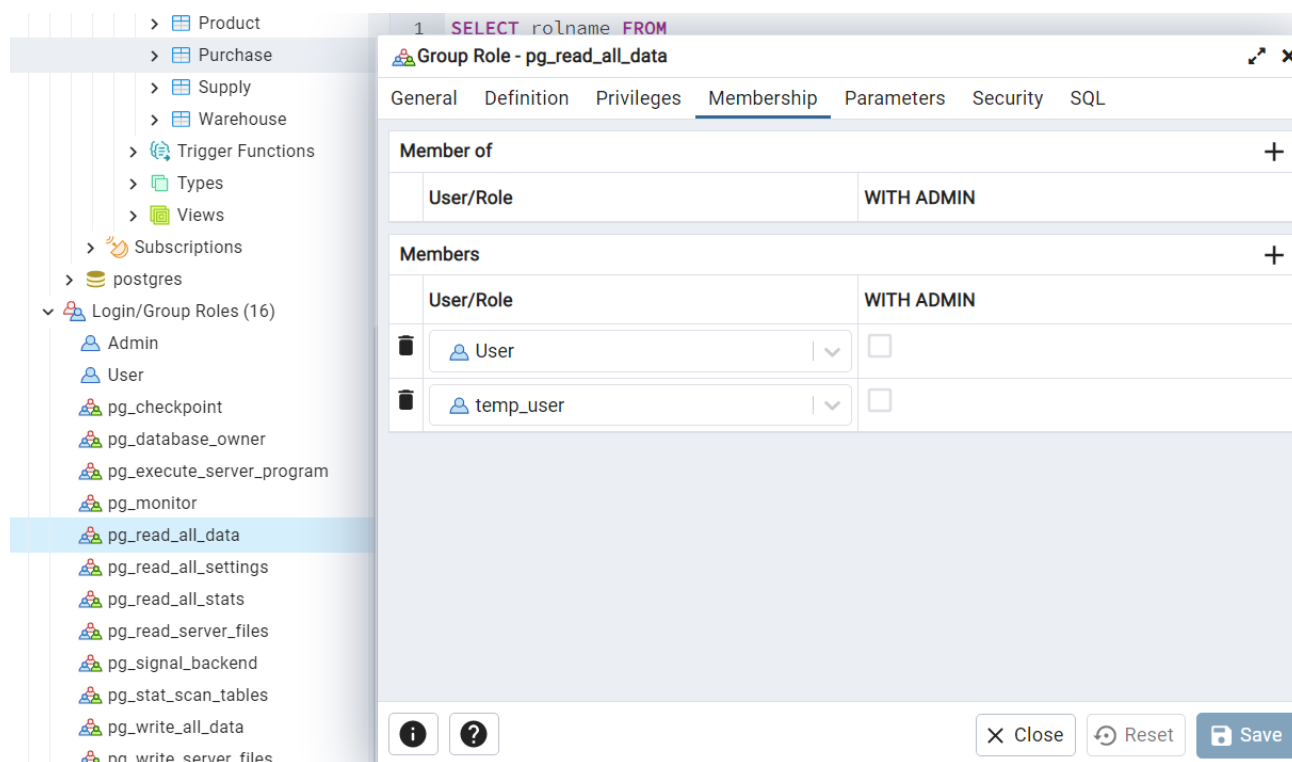 Product
Purchase
Supply
Warehouse
Trigger Functions
Types
Views
Subscriptions
postgres
Login/Group Roles (16)
Admin
User
pg_checkpoint
pg_database_owner
pg_execute_server_program
pg_monitor
pg_read_all_data
pg_read_all_settings
pg_read_all_stats
pg_read_server_files
pg_signal_backend
pg_stat_scan_tables
pg_write_all_data
pg_write_server_files
1 SELECT rolname FROM
Group Role - pg_read_all_data
General Definition Privileges Membership Parameters Security SQL
Member of
User/Role WITH ADMIN
Members
User/Role WITH ADMIN
User
temp_user
Close Reset Save